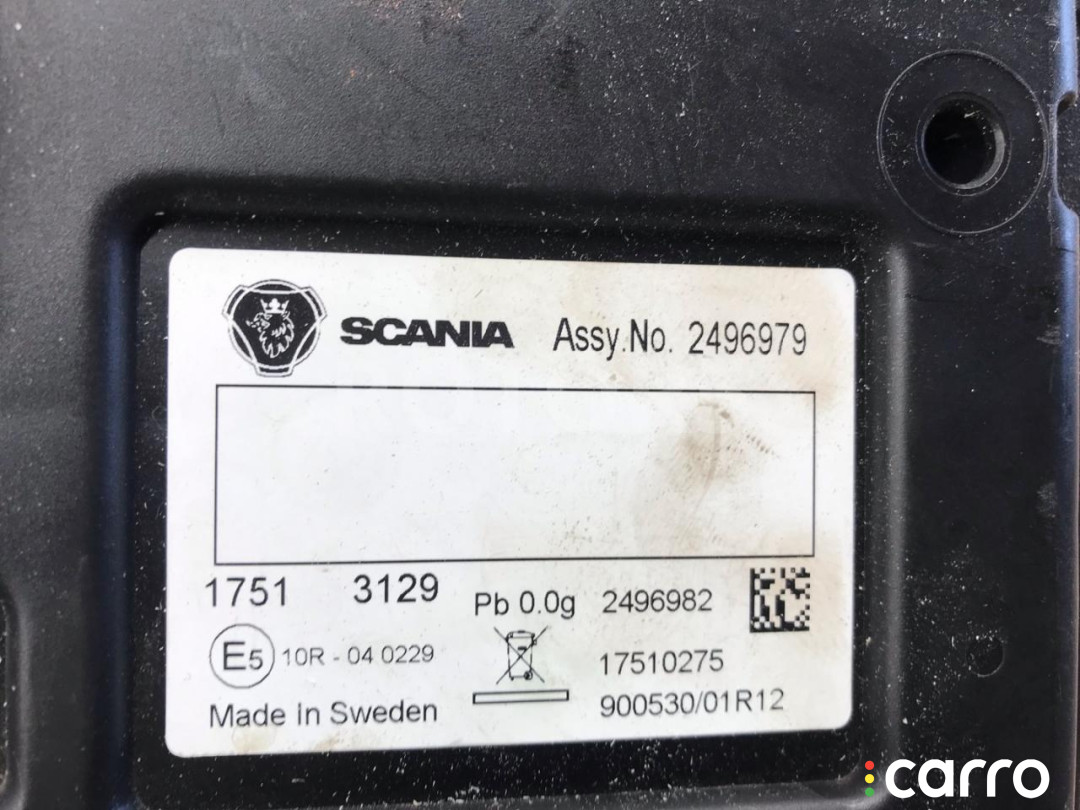 SCANIA Assy.No. 2496979
1751 3129 Pb 0.0g 2496982
E5 10R - 04 0229 17510275
Made in Sweden 900530/01R12
carro